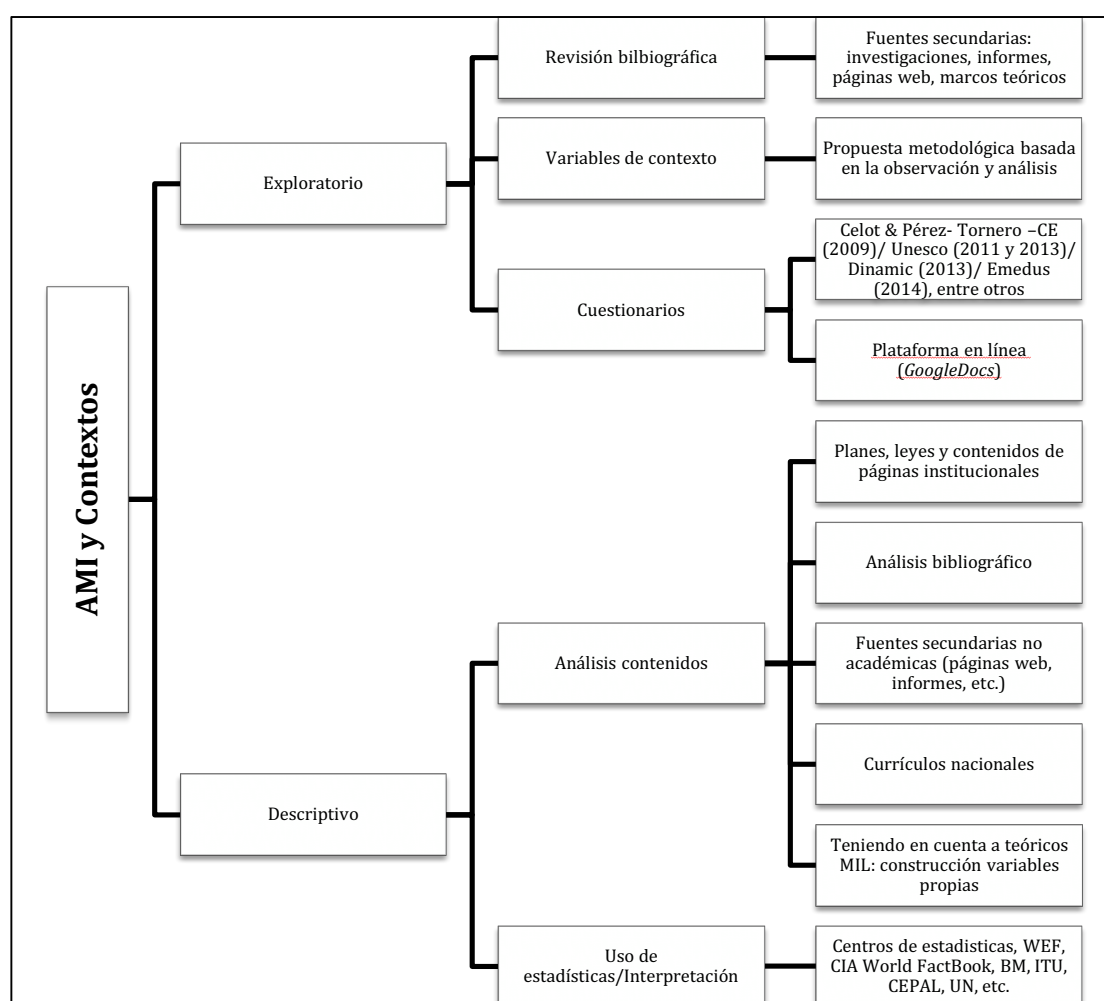 AMI y Contextos
Exploratorio
Revisión bilbiográfica
Fuentes secundarias:
investigaciones, informes,
páginas web, marcos teóricos
Variables de contexto
Propuesta metodológica basada
en la observación y análisis
Cuestionarios
Celot & Pérez- Tornero –CE
(2009)/ Unesco (2011 y 2013)/
Dinamic (2013)/ Emedus
(2014), entre otros
Plataforma en línea
(GoogleDocs)
Descriptivo
Análisis contenidos
Planes, leyes y contenidos de
páginas institucionales
Análisis bibliográfico
Fuentes secundarias no
académicas (páginas web,
informes, etc.)
Currículos nacionales
Teniendo en cuenta a teóricos
MIL: construcción variables
propias
Uso de
estadísticas/Interpretación
Centros de estadisticas, WEF,
CIA World FactBook, BM, ITU,
CEPAL, UN, etc.